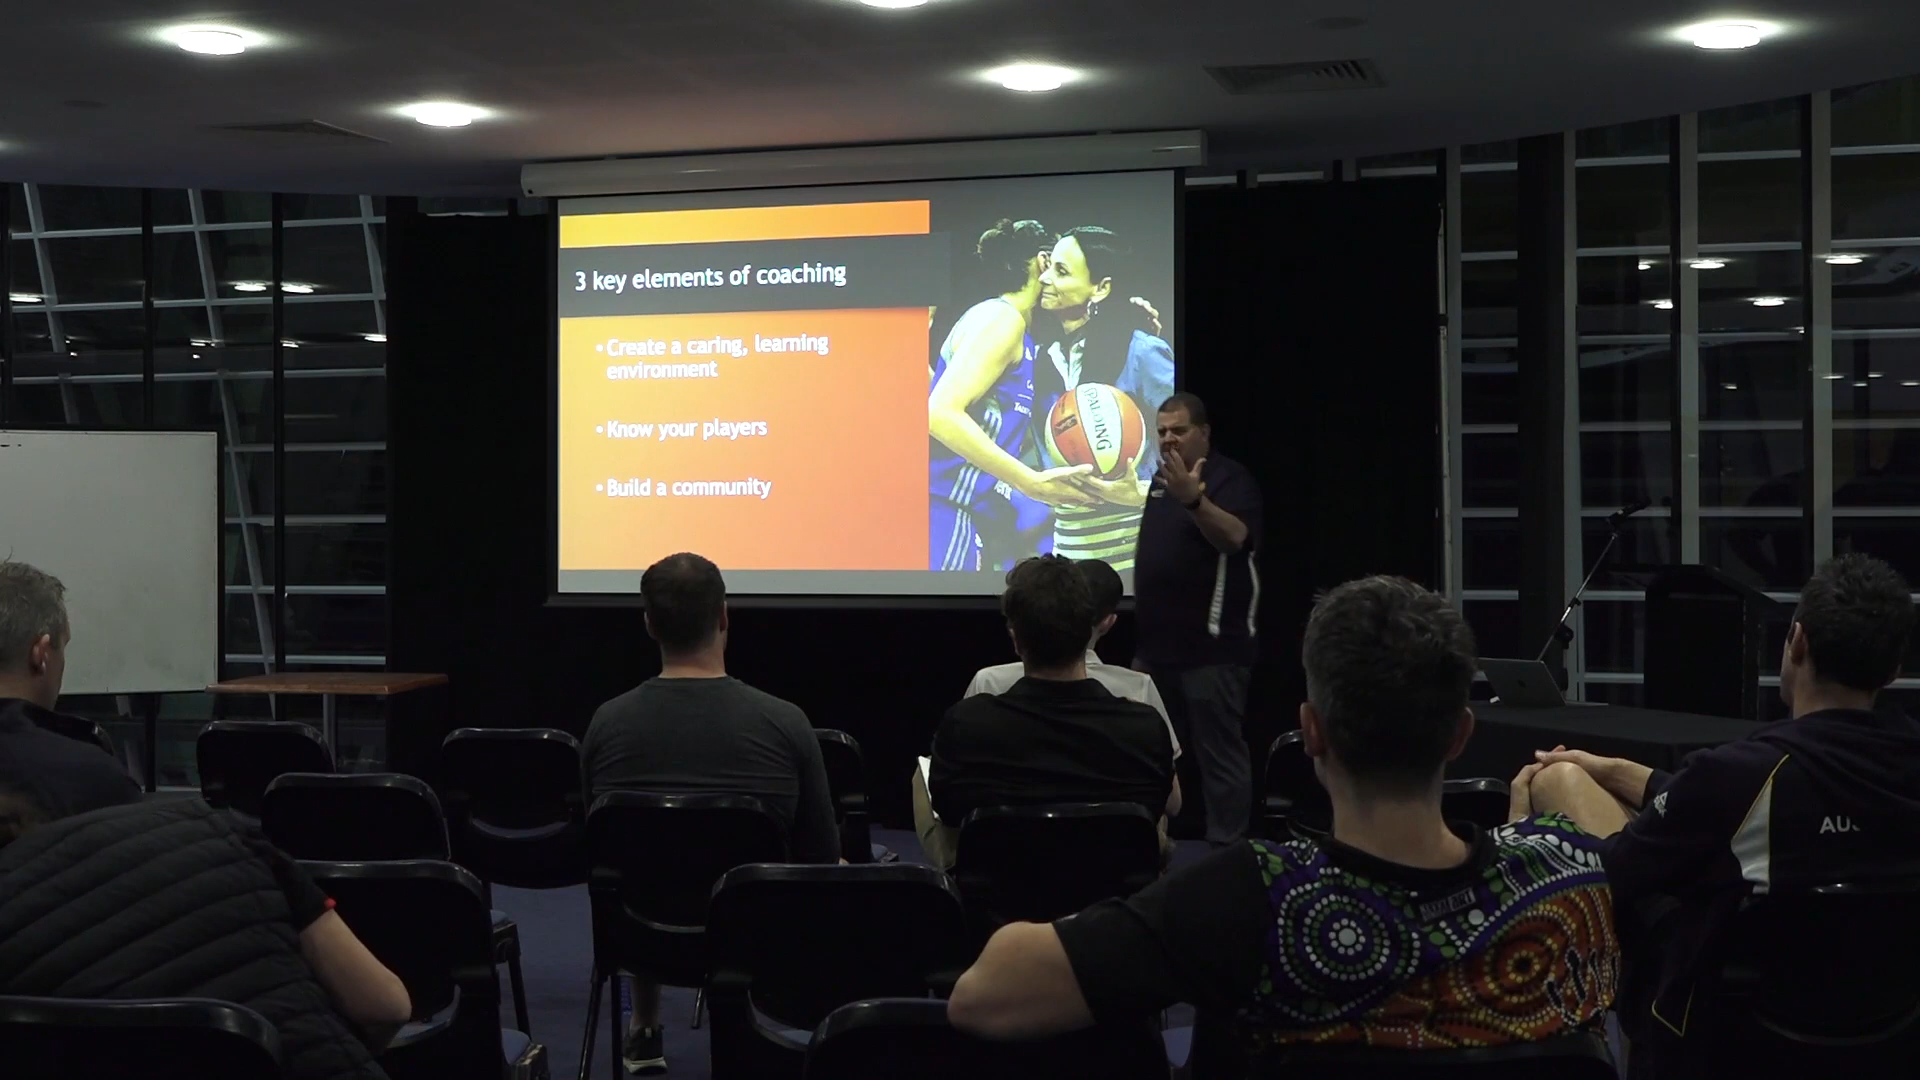 3 key elements of coaching
• Create a caring, learning
environment
• Know your players
• Build a community
SPALDING
AUS